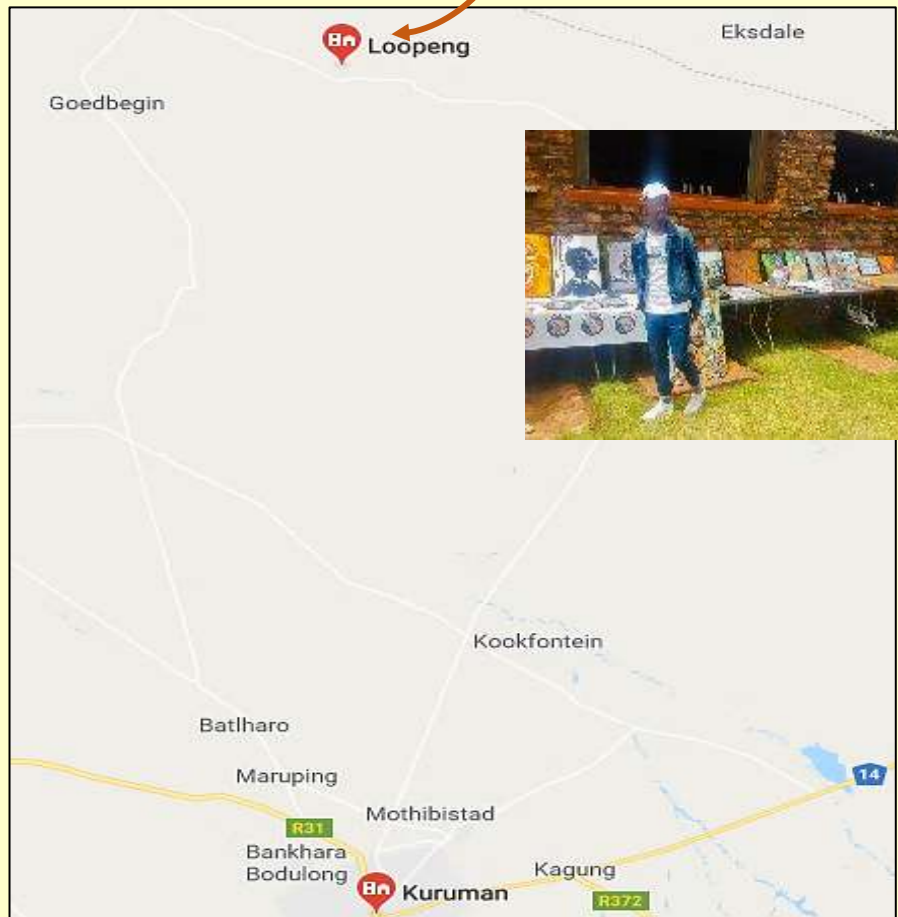 Loopeng
Eksdale
Goedbegin
Kookfontein
Batlharo
Maruping
14
Mothibistad
R31
Bankhara
Bodulong
Kagung
Kuruman
R372